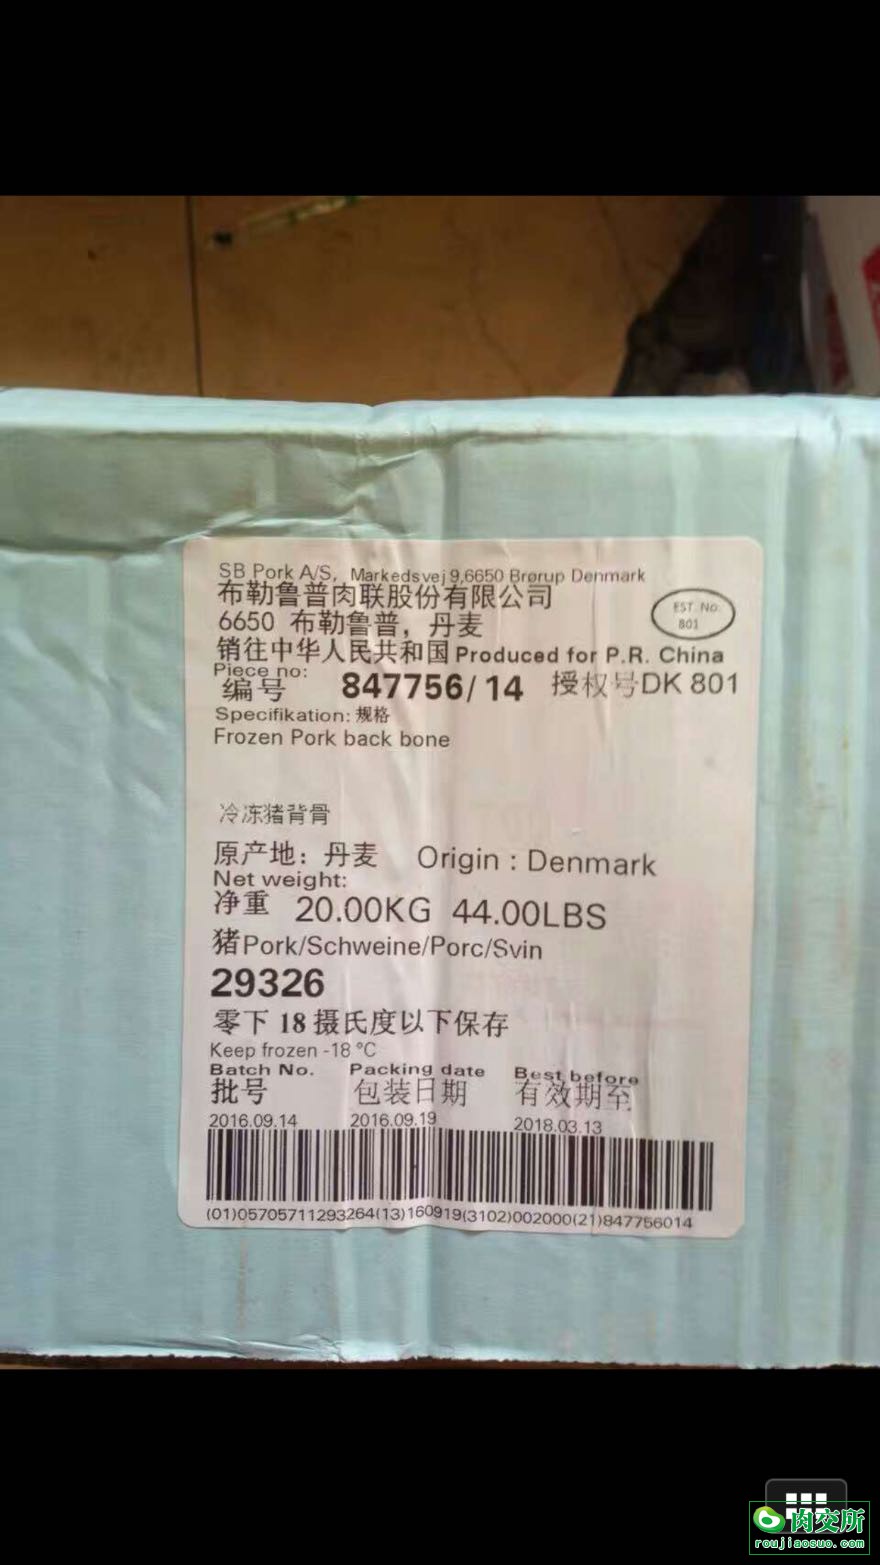 SB Pork A/S, Markedsvej 9,6650 Brørup Denmark
布勒鲁普肉联股份有限公司
EST. No.
801
6650 布勒鲁普，丹麦
销往中华人民共和国 Produced for P.R. China
Piece no:
编号 847756/14 授权号DK 801
Specifikation: 规格
Frozen Pork back bone
冷冻猪背骨
原产地：丹麦 Origin : Denmark
Net weight:
净重 20.00KG 44.00LBS
猪Pork/Schweine/Porc/Svin
29326
零下 18 摄氏度以下保存
Keep frozen -18 °C
Batch No. Packing date Best before
批号 包装日期 有效期至
2016.09.14 2016.09.19 2018.03.13
(01)05705711293264(13)160919(3102)002000(21)847756014
肉交所
roujiaosuo.com